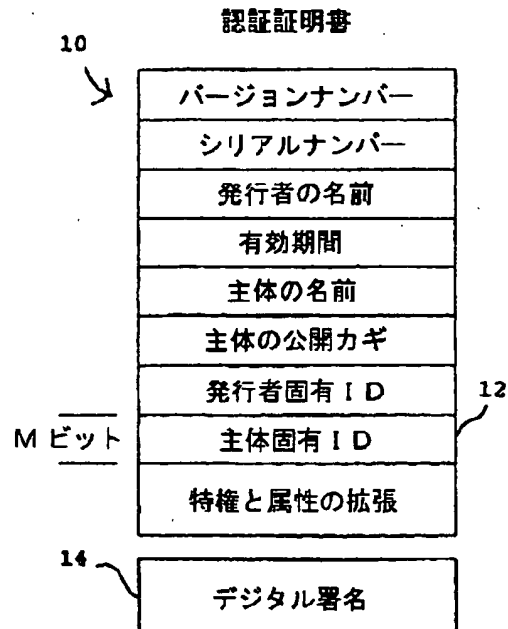 認証証明書
10
バージョンナンバー
シリアルナンバー
発行者の名前
有効期間
主体の名前
主体の公開カギ
発行者固有ＩＤ
12
Ｍビット
主体固有ＩＤ
特権と属性の拡張
14
デジタル署名